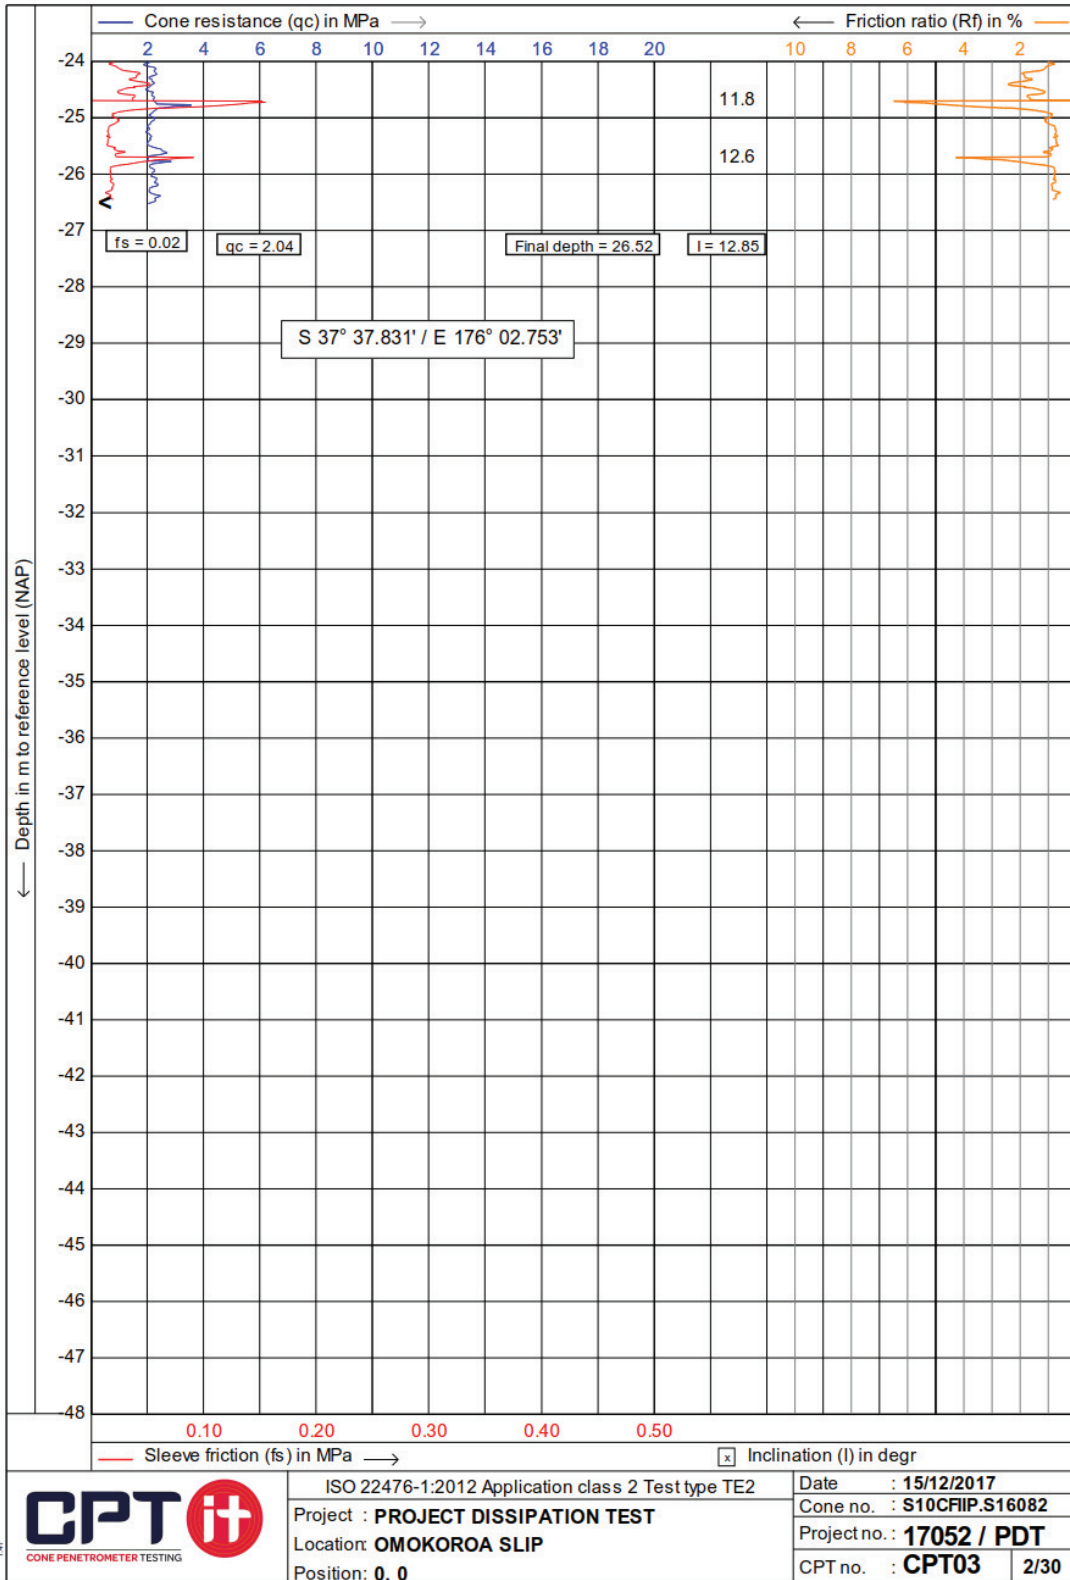 Cone resistance (qc) in MPa Friction ratio (Rf) in %
2 4 6 8 10 12 14 16 18 20 10 8 6 4 2
-24
11.8
-25
12.6
-26
-27
fs = 0.02 qc = 2.04 Final depth = 26.52 I = 12.85
-28
S 37° 37.831' / E 176° 02.753'
-29
-30
-31
-32
-33
-34
-35
-36
-37
-38
-39
-40
-41
-42
-43
-44
-45
-46
-47
-48
Depth in m to reference level (NAP)
0.10 0.20 0.30 0.40 0.50
Sleeve friction (fs) in MPa x Inclination (I) in degr
CPT it
CONE PENETROMETER TESTING
ISO 22476-1:2012 Application class 2 Test type TE2
Project : PROJECT DISSIPATION TEST
Location: OMOKOROA SLIP
Position: 0, 0
Date : 15/12/2017
Cone no. : S10CFIIP.S16082
Project no. : 17052 / PDT
CPT no. : CPT03 2/30